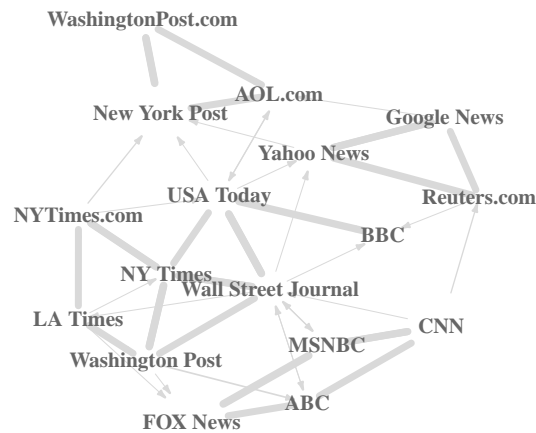 WashingtonPost.com
AOL.com
New York Post
Google News
Yahoo News
USA Today
Reuters.com
NYTimes.com
BBC
NY Times
Wall Street Journal
LA Times
CNN
MSNBC
Washington Post
ABC
FOX News